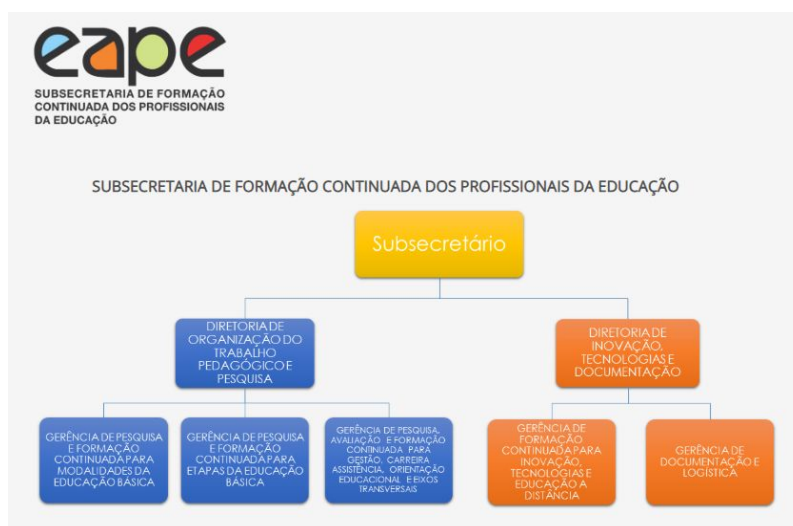 eape
SUBSECRETARIA DE FORMAÇÃO
CONTINUADA DOS PROFISSIONAIS
DA EDUCAÇÃO
SUBSECRETARIA DE FORMAÇÃO CONTINUADA DOS PROFISSIONAIS DA EDUCAÇÃO
Subsecretário
DIRETORIA DE
ORGANIZAÇÃO DO
TRABALHO
PEDAGÓGICO E
PESQUISA
DIRETORIA DE
INOVAÇÃO,
TECNOLOGIAS E
DOCUMENTAÇÃO
GERÊNCIA DE PESQUISA
E FORMAÇÃO
CONTINUADA PARA
MODALIDADES DA
EDUCAÇÃO BÁSICA
GERÊNCIA DE PESQUISA
E FORMAÇÃO
CONTINUADA PARA
ETAPAS DA EDUCAÇÃO
BÁSICA
GERÊNCIA DE PESQUISA,
AVALIAÇÃO E FORMAÇÃO
CONTINUADA PARA
GESTÃO, CARREIRA
ASSISTÊNCIA, ORIENTAÇÃO
EDUCACIONAL E EIXOS
TRANSVERSAIS
GERÊNCIA DE
FORMAÇÃO
CONTINUADA PARA
INOVAÇÃO,
TECNOLOGIAS E
EDUCAÇÃO A
DISTÂNCIA
GERÊNCIA DE
DOCUMENTAÇÃO E
LOGÍSTICA